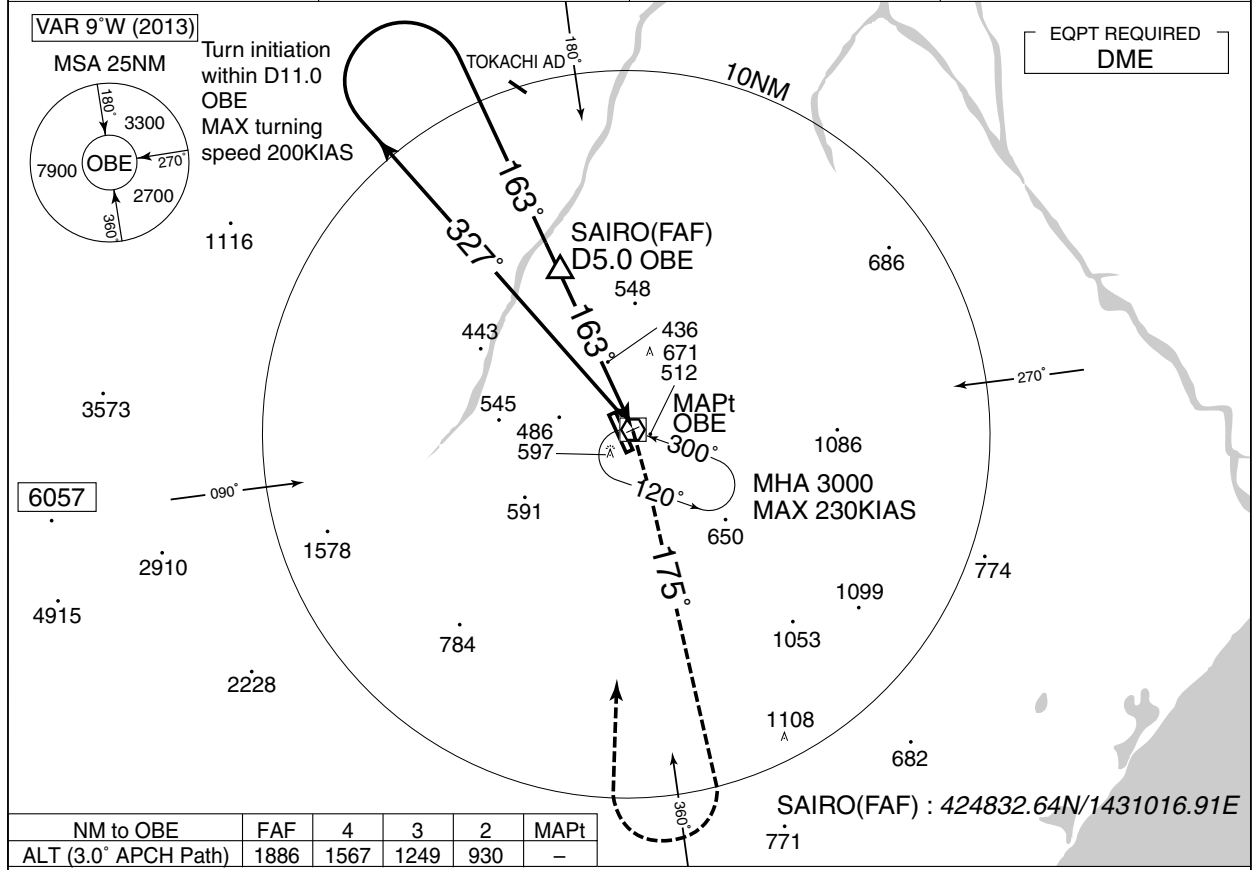 VAR 9˚W (2013)
MSA 25NM
180˚
3300
OBE
7900
270˚
2700
360˚
Turn initiation
within D11.0
OBE
MAX turning
speed 200KIAS
TOKACHI AD
180˚
10NM
EQPT REQUIRED
DME
163˚
327˚
SAIRO(FAF)
D5.0 OBE
163˚
1116
686
548
443
436
671
512
3573
545
486
597
MAPt
OBE
300˚
120˚
270˚
1086
MHA 3000
MAX 230KIAS
6057
090˚
591
650
1578
2910
175˚
774
4915
1099
784
1053
2228
1108
682
360˚
771
SAIRO(FAF) : 424832.64N/1431016.91E
NM to OBE FAF 4 3 2 MAPt
ALT (3.0˚ APCH Path) 1886 1567 1249 930 –